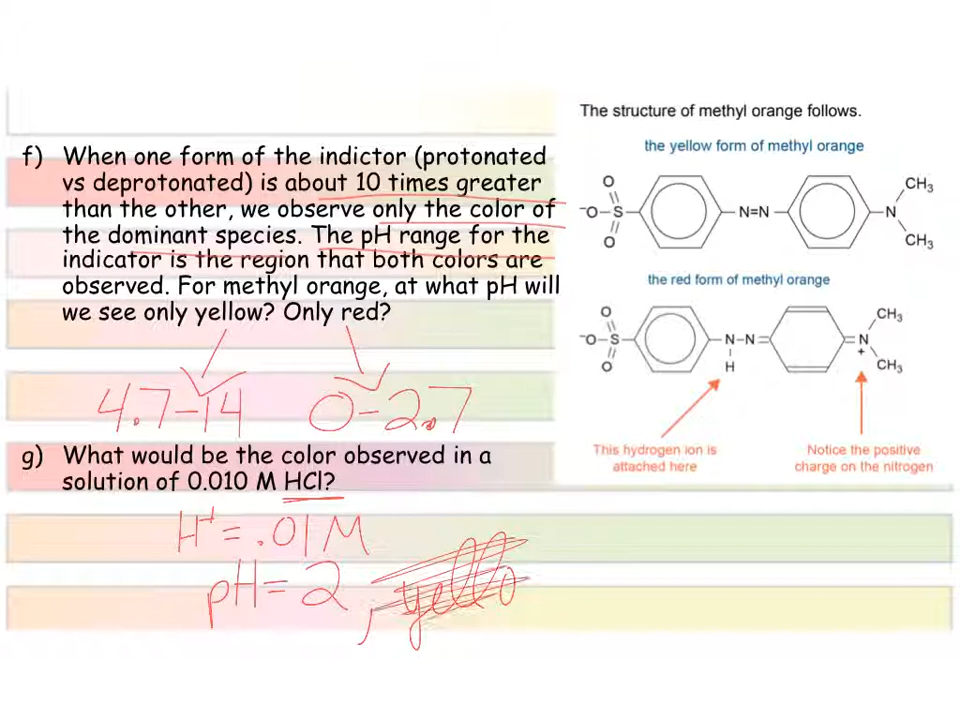 f) When one form of the indictor (protonated
vs deprotonated) is about 10 times greater
than the other, we observe only the color of
the dominant species. The pH range for the
indicator is the region that both colors are
observed. For methyl orange, at what pH will
we see only yellow? Only red?
4.7-14 0-2.7
g) What would be the color observed in a
solution of 0.010 M HCl?
H+ = .01 M
pH = 2, yello
The structure of methyl orange follows.
the yellow form of methyl orange
O
⁻O-S N=N N CH₃
O CH₃
the red form of methyl orange
O CH₃
⁻O-S N-N N
+
O H CH₃
This hydrogen ion is
attached here
Notice the positive
charge on the nitrogen